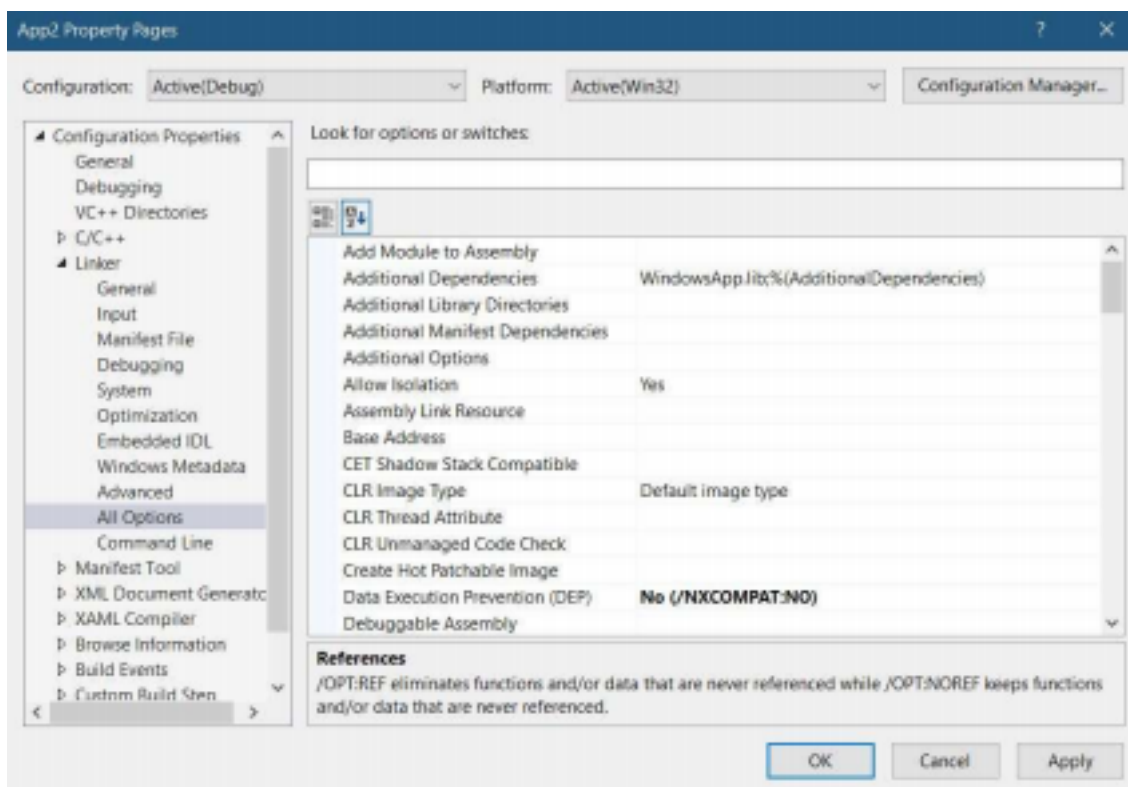 App2 Property Pages
Configuration: Active(Debug) Platform: Active(Win32) Configuration Manager...
Configuration Properties
General
Debugging
VC++ Directories
C/C++
Linker
General
Input
Manifest File
Debugging
System
Optimization
Embedded IDL
Windows Metadata
Advanced
All Options
Command Line
Manifest Tool
XML Document Generatc
XAML Compiler
Browse Information
Build Events
Custom Build Step
Look for options or switches:
Add Module to Assembly
Additional Dependencies WindowsApp.lib;%(AdditionalDependencies)
Additional Library Directories
Additional Manifest Dependencies
Additional Options
Allow Isolation Yes
Assembly Link Resource
Base Address
CET Shadow Stack Compatible
CLR Image Type Default image type
CLR Thread Attribute
CLR Unmanaged Code Check
Create Hot Patchable Image
Data Execution Prevention (DEP) No (/NXCOMPAT:NO)
Debuggable Assembly
References
/OPT:REF eliminates functions and/or data that are never referenced while /OPT:NOREF keeps functions
and/or data that are never referenced.
OK Cancel Apply